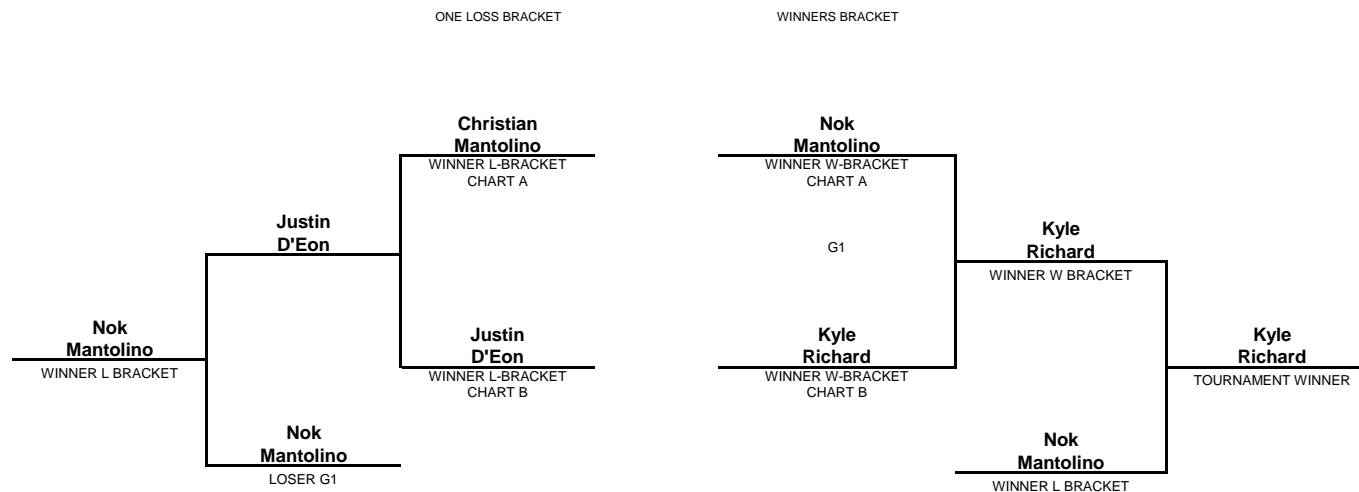 ONE LOSS BRACKET
WINNERS BRACKET
Christian
Mantolino
WINNER L-BRACKET
CHART A
Nok
Mantolino
WINNER W-BRACKET
CHART A
Justin
D'Eon
G1
Kyle
Richard
WINNER W BRACKET
Nok
Mantolino
WINNER L BRACKET
Justin
D'Eon
WINNER L-BRACKET
CHART B
Kyle
Richard
WINNER W-BRACKET
CHART B
Kyle
Richard
TOURNAMENT WINNER
Nok
Mantolino
LOSER G1
Nok
Mantolino
WINNER L BRACKET